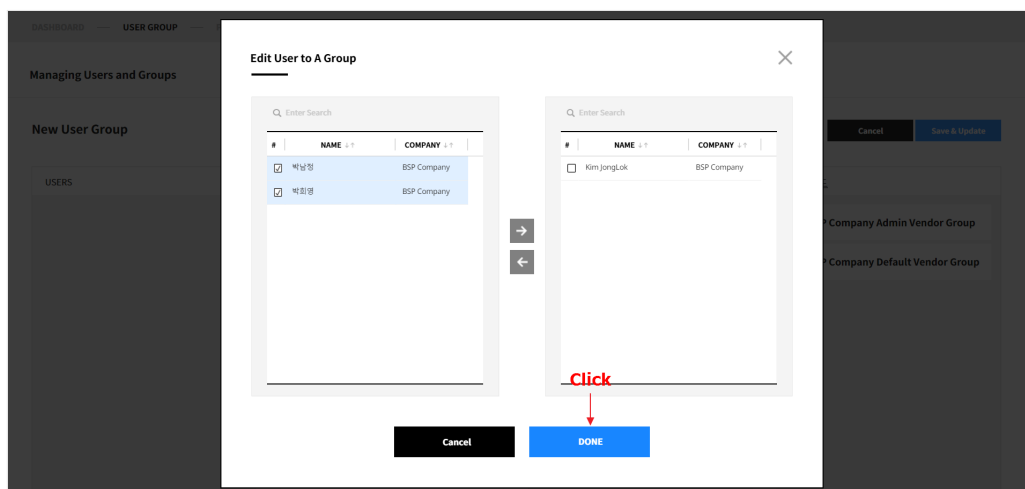 DASHBOARD — USER GROUP —
Managing Users and Groups
New User Group
Cancel
Save & Update
USERS
Company Admin Vendor Group
Company Default Vendor Group
Edit User to A Group
Enter Search
# NAME ↓↑ COMPANY ↓↑
박남정 BSP Company
박희영 BSP Company
Enter Search
# NAME ↓↑ COMPANY ↓↑
Kim JongLok BSP Company
Click
Cancel
DONE